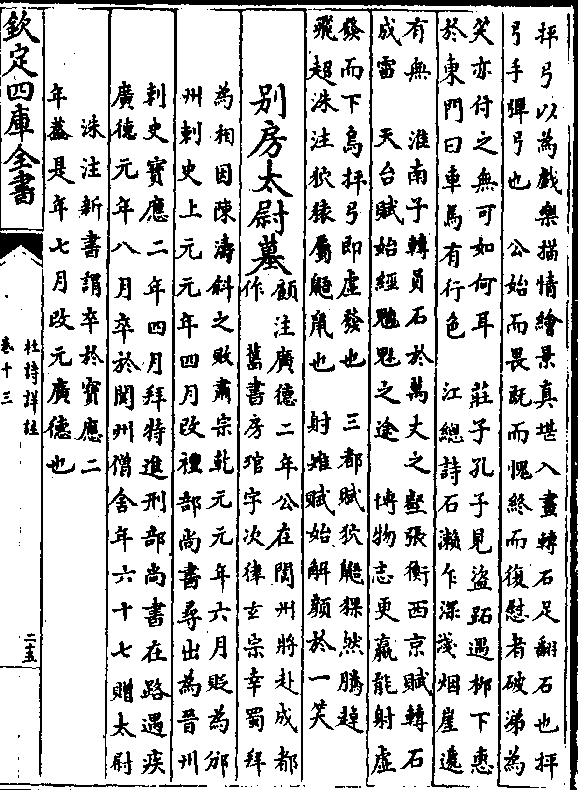 抨弓以為戲樂描情繪景真堪入畫轉石足翻石也抨
弓手彈弓也　公始而畏既而愧終而復慰者破涕為
笑亦付之無可如何耳　莊子孔子見盜跖遇柳下惠
於東門曰車馬有行色　江總詩石瀨乍深淺烟崖遞
有無　淮南子轉員石於萬丈之壑張衡西京賦轉石
成雷　天台賦始經魑魅之途　博物志更羸能射虛
發而下鳥抨弓即虛發也　三都賦狖鼯猓然騰趠
飛超洙注狖猿屬鼯鼠也　射雉賦始解顏於一笑
別房太尉墓
顧注廣德二年公在閬州將赴成都
作　舊書房琯字次律玄宗幸蜀拜
為相因陳濤斜之敗肅宗乾元元年六月貶為邠
州刺史上元元年四月改禮部尚書尋出為晉州
刺史寶應二年四月拜特進刑部尚書在路遇疾
廣德元年八月卒於閬州僧舍年六十七贈太尉
洙注新書謂卒於寶應二
年蓋是年七月改元廣德也
欽定四庫全書
杜詩詳註
卷十三
二十五